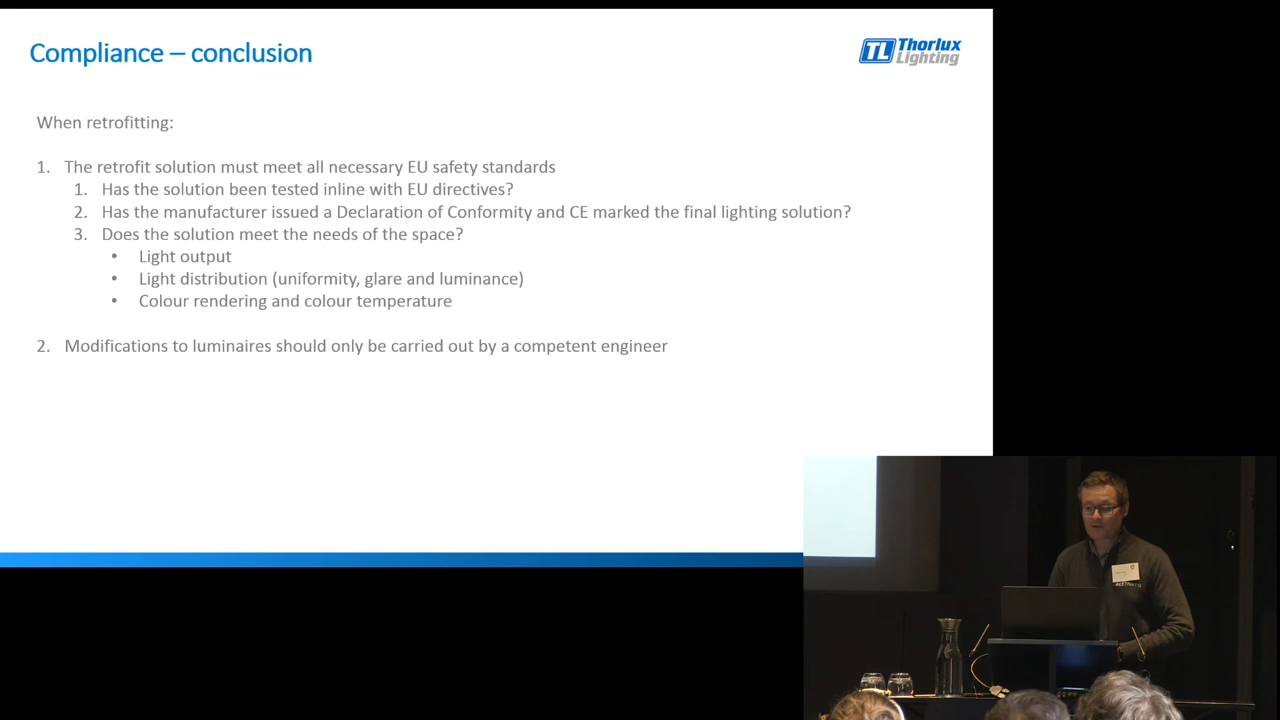 Compliance – conclusion
TL Thorlux Lighting
When retrofitting:
1. The retrofit solution must meet all necessary EU safety standards
1. Has the solution been tested inline with EU directives?
2. Has the manufacturer issued a Declaration of Conformity and CE marked the final lighting solution?
3. Does the solution meet the needs of the space?
• Light output
• Light distribution (uniformity, glare and luminance)
• Colour rendering and colour temperature
2. Modifications to luminaires should only be carried out by a competent engineer